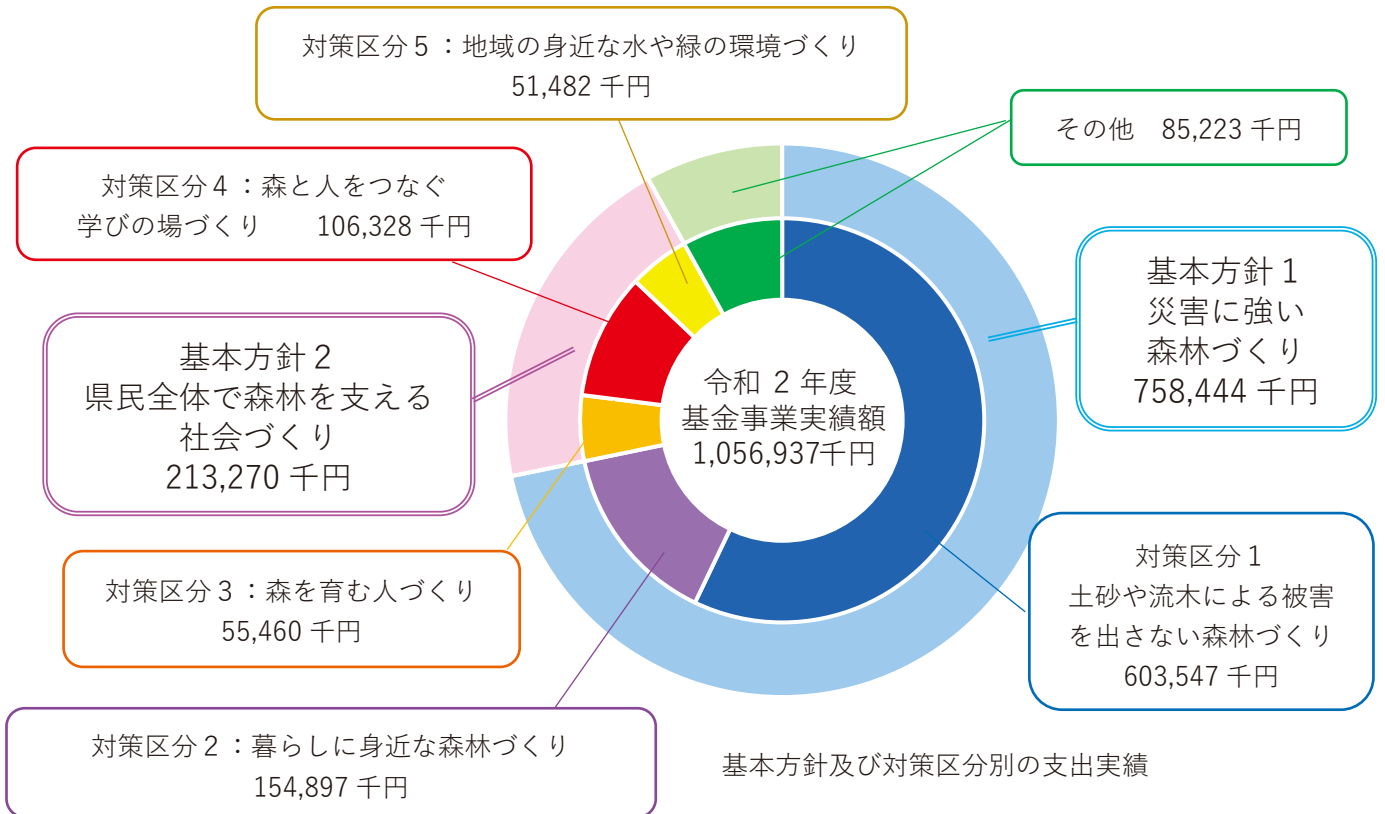 対策区分５：地域の身近な水や緑の環境づくり
51,482 千円
その他　85,223 千円
対策区分４：森と人をつなぐ
学びの場づくり　　106,328 千円
基本方針１
災害に強い
森林づくり
758,444 千円
基本方針２
県民全体で森林を支える
社会づくり
213,270 千円
令和 ２ 年度
基金事業実績額
1,056,937千円
対策区分３：森を育む人づくり
55,460 千円
対策区分１
土砂や流木による被害
を出さない森林づくり
603,547 千円
対策区分２：暮らしに身近な森林づくり
154,897 千円
基本方針及び対策区分別の支出実績